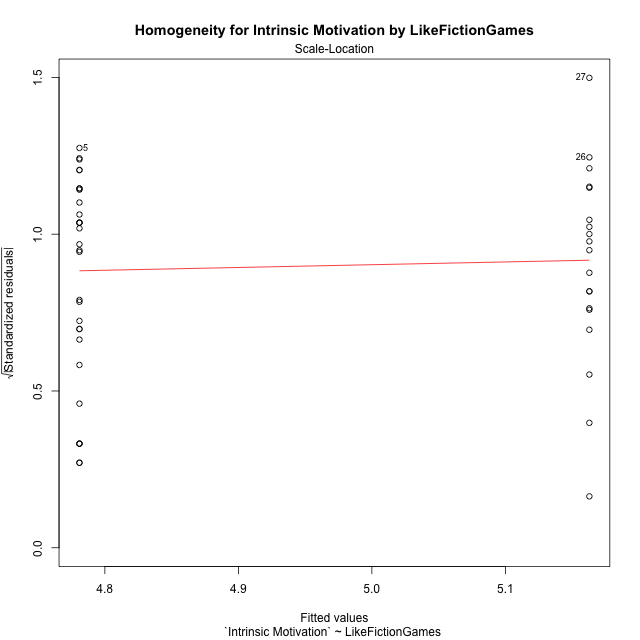 Homogeneity for Intrinsic Motivation by LikeFictionGames
Scale-Location
1.5
1.0
0.5
0.0
√|Standardized residuals|
27
5
26
4.8 4.9 5.0 5.1
Fitted values
`Intrinsic Motivation` ~ LikeFictionGames